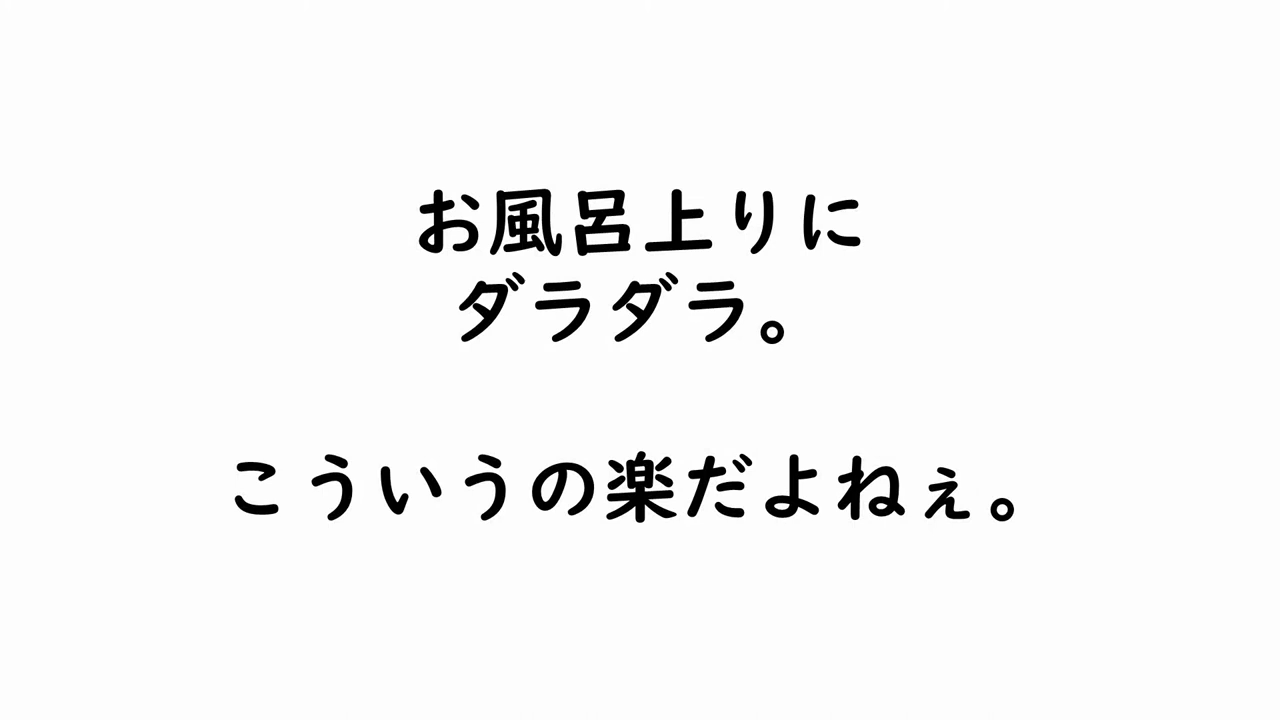 お風呂上りに
ダラダラ。
こういうの楽だよねぇ。